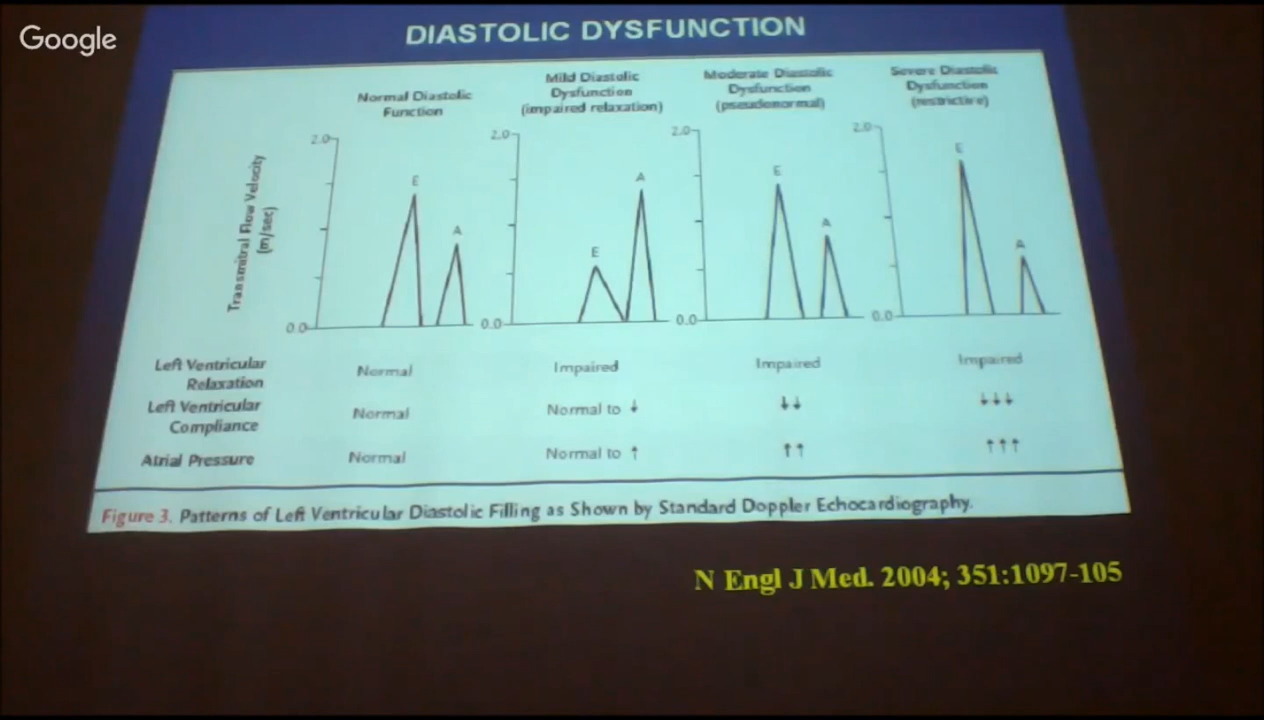 Google
DIASTOLIC DYSFUNCTION
Normal Diastolic
Function
Mild Diastolic
Dysfunction
(impaired relaxation)
Moderate Diastolic
Dysfunction
(pseudonormal)
Severe Diastolic
Dysfunction
(restrictive)
Transmitral Flow Velocity
(m/sec)
2.0
E
A
0.0
2.0
E
A
0.0
2.0
E
A
0.0
2.0
E
A
0.0
Left Ventricular
Relaxation
Normal
Impaired
Impaired
Impaired
Left Ventricular
Compliance
Normal
Normal to ↓
↓↓
↓↓↓
Atrial Pressure
Normal
Normal to ↑
↑↑
↑↑↑
Figure 3. Patterns of Left Ventricular Diastolic Filling as Shown by Standard Doppler Echocardiography.
N Engl J Med. 2004; 351:1097-105